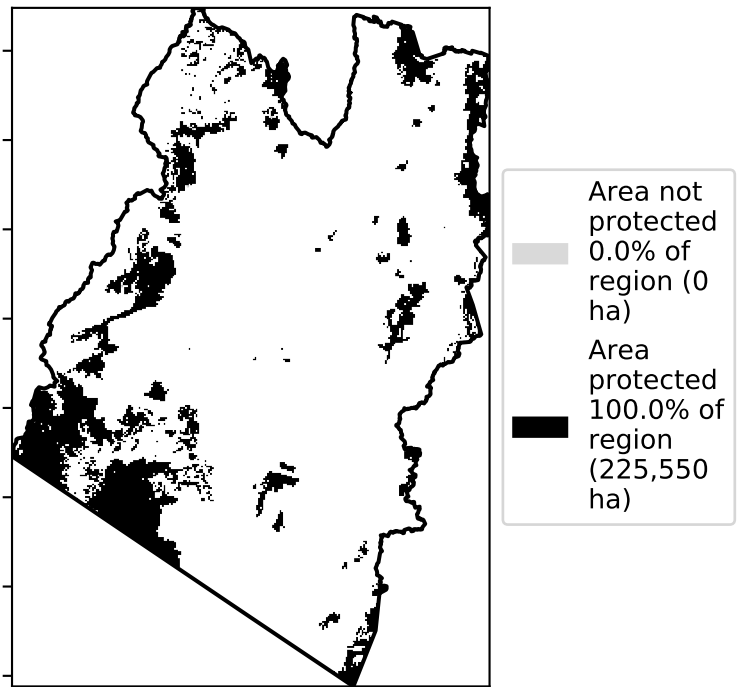 Area not
protected
0.0% of
region (0
ha)
Area
protected
100.0% of
region
(225,550
ha)